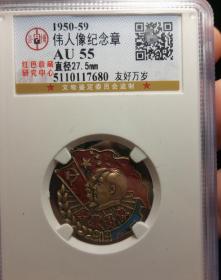 1950-59
伟人像纪念章
AU 55
直径27.5mm
5110117680 友好万岁
红色收藏
研究中心
★ 文物鉴定委员会监制 ★